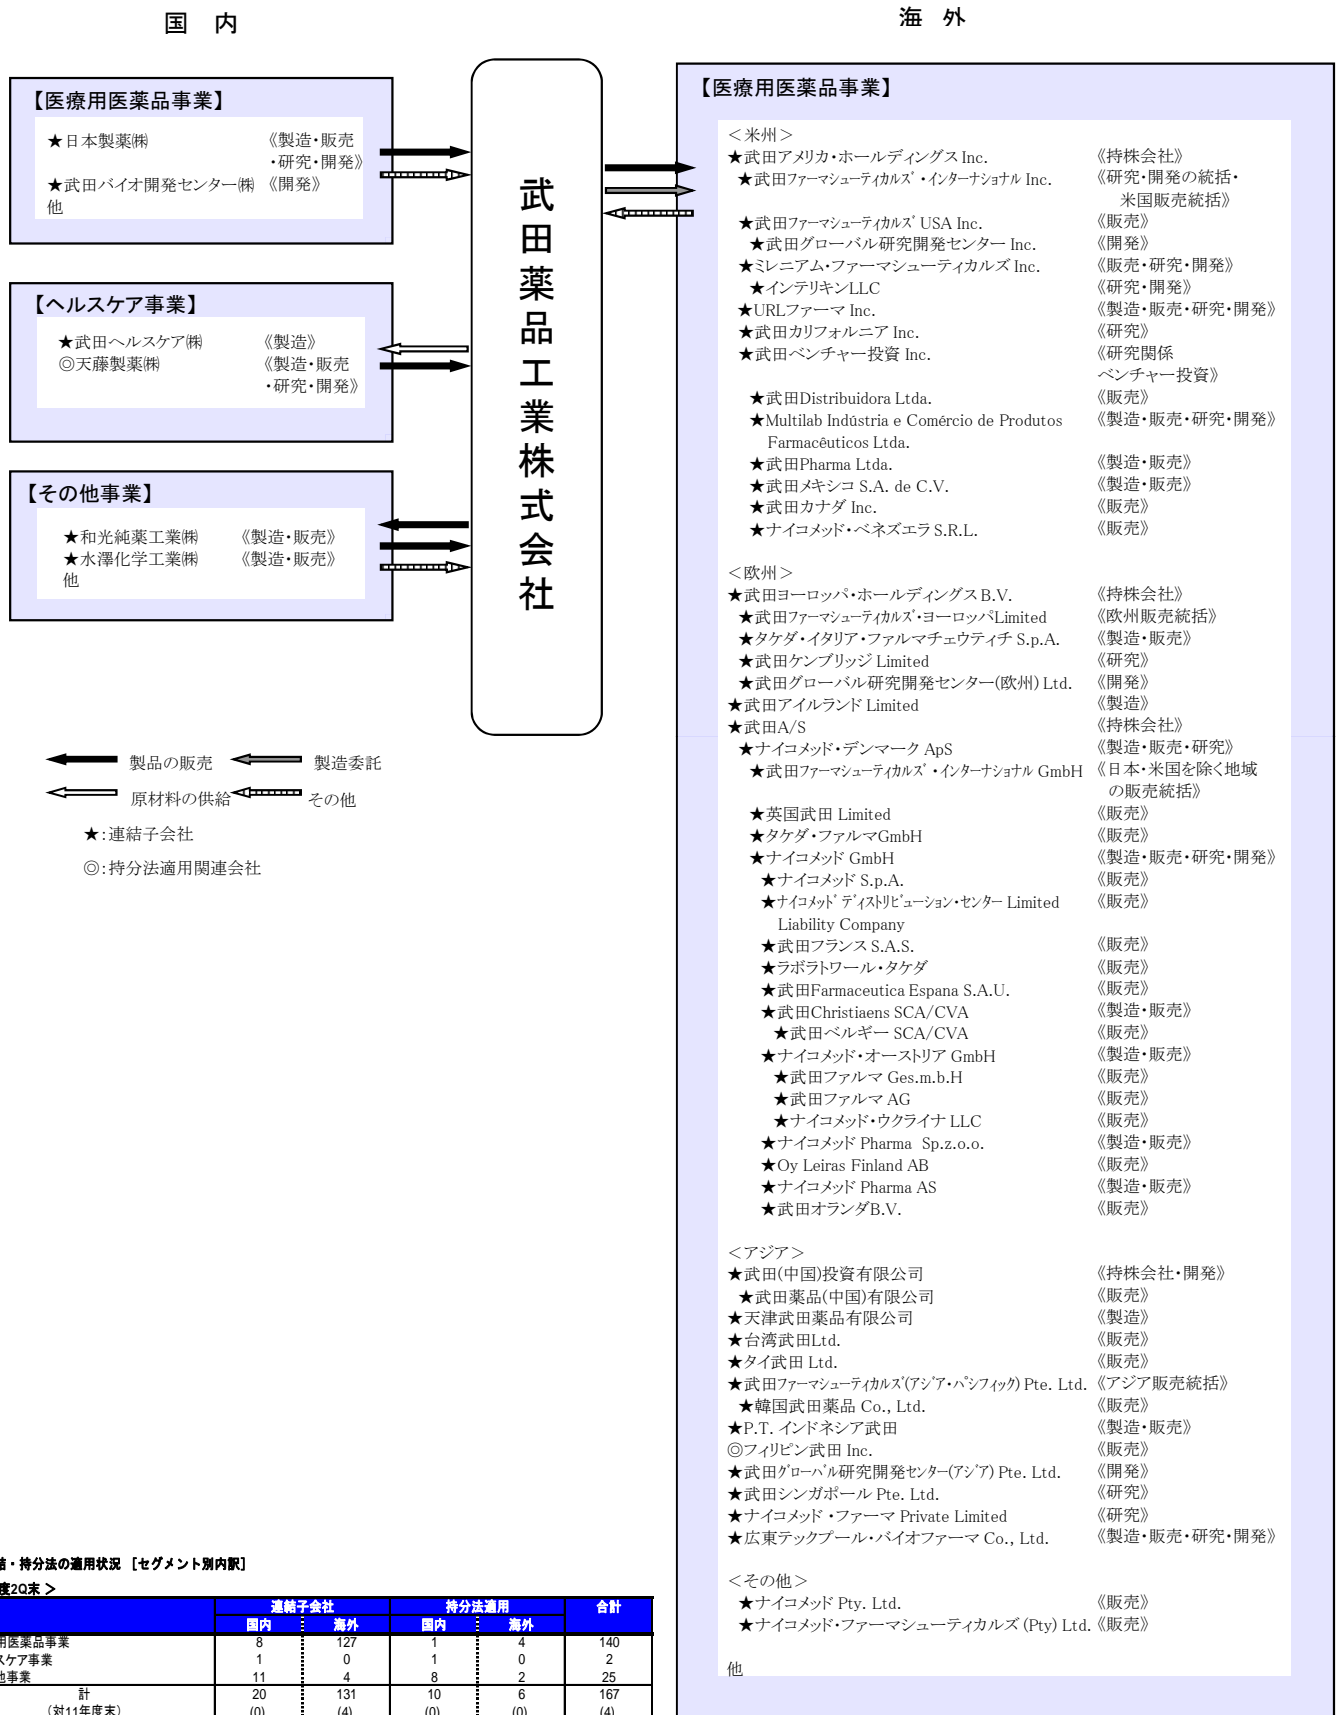 国 内
海 外
【医療用医薬品事業】
★日本製薬㈱ 《製造・販売
・研究・開発》
★武田バイオ開発センター㈱ 《開発》
他
【ヘルスケア事業】
★武田ヘルスケア㈱ 《製造》
◎天藤製薬㈱ 《製造・販売
・研究・開発》
【その他事業】
★和光純薬工業㈱ 《製造・販売》
★水澤化学工業㈱ 《製造・販売》
他
武田薬品工業株式会社
製品の販売 製造委託
原材料の供給 その他
★:連結子会社
◎:持分法適用関連会社
【医療用医薬品事業】
＜米州＞
★武田アメリカ・ホールディングス Inc. 《持株会社》
★武田ファーマシューティカルズ・インターナショナル Inc. 《研究・開発の統括・
米国販売統括》
★武田ファーマシューティカルズ USA Inc. 《販売》
★武田グローバル研究開発センター Inc. 《開発》
★ミレニアム・ファーマシューティカルズ Inc. 《販売・研究・開発》
★インテリキンLLC 《研究・開発》
★URLファーマ Inc. 《製造・販売・研究・開発》
★武田カリフォルニア Inc. 《研究》
★武田ベンチャー投資 Inc. 《研究関係
ベンチャー投資》
★武田Distribuidora Ltda. 《販売》
★Multilab Indústria e Comércio de Produtos 《製造・販売・研究・開発》
Farmacêuticos Ltda.
★武田Pharma Ltda. 《製造・販売》
★武田メキシコ S.A. de C.V. 《製造・販売》
★武田カナダ Inc. 《販売》
★ナイコメッド・ベネズエラ S.R.L. 《販売》
＜欧州＞
★武田ヨーロッパ・ホールディングス B.V. 《持株会社》
★武田ファーマシューティカルズ・ヨーロッパLimited 《欧州販売統括》
★タケダ・イタリア・ファルマチェウティチ S.p.A. 《製造・販売》
★武田ケンブリッジ Limited 《研究》
★武田グローバル研究開発センター(欧州) Ltd. 《開発》
★武田アイルランド Limited 《製造》
★武田A/S 《持株会社》
★ナイコメッド・デンマーク ApS 《製造・販売・研究》
★武田ファーマシューティカルズ・インターナショナル GmbH 《日本・米国を除く地域
の販売統括》
★英国武田 Limited 《販売》
★タケダ・ファルマGmbH 《販売》
★ナイコメッド GmbH 《製造・販売・研究・開発》
★ナイコメッド S.p.A. 《販売》
★ナイコメッド ディストリビューション・センター Limited 《販売》
Liability Company
★武田フランス S.A.S. 《販売》
★ラボラトワール・タケダ 《販売》
★武田Farmaceutica Espana S.A.U. 《販売》
★武田Christiaens SCA/CVA 《製造・販売》
★武田ベルギー SCA/CVA 《販売》
★ナイコメッド・オーストリア GmbH 《製造・販売》
★武田ファルマ Ges.m.b.H 《販売》
★武田ファルマ AG 《販売》
★ナイコメッド・ウクライナ LLC 《販売》
★ナイコメッド Pharma Sp.z.o.o. 《製造・販売》
★Oy Leiras Finland AB 《販売》
★ナイコメッド Pharma AS 《製造・販売》
★武田オランダB.V. 《販売》
＜アジア＞
★武田(中国)投資有限公司 《持株会社・開発》
★武田薬品(中国)有限公司 《販売》
★天津武田薬品有限公司 《製造》
★台湾武田Ltd. 《販売》
★タイ武田 Ltd. 《販売》
★武田ファーマシューティカルズ(アジア・パシフィック) Pte. Ltd. 《アジア販売統括》
★韓国武田薬品 Co., Ltd. 《販売》
★P.T. インドネシア武田 《製造・販売》
◎フィリピン武田 Inc. 《販売》
★武田グローバル研究開発センター(アジア) Pte. Ltd. 《開発》
★武田シンガポール Pte. Ltd. 《研究》
★ナイコメッド・ファーマ Private Limited 《研究》
★広東テックプール・バイオファーマ Co., Ltd. 《製造・販売・研究・開発》
＜その他＞
★ナイコメッド Pty. Ltd. 《販売》
★ナイコメッド・ファーマシューティカルズ (Pty) Ltd. 《販売》
他
結・持分法の適用状況 ［セグメント別内訳］
度2Q末 ＞
連結子会社 持分法適用 合計
国内 海外 国内 海外
用医薬品事業 8 127 1 4 140
スケア事業 1 0 1 0 2
他事業 11 4 8 2 25
計 20 131 10 6 167
(対11年度末) (0) (4) (0) (0) (4)